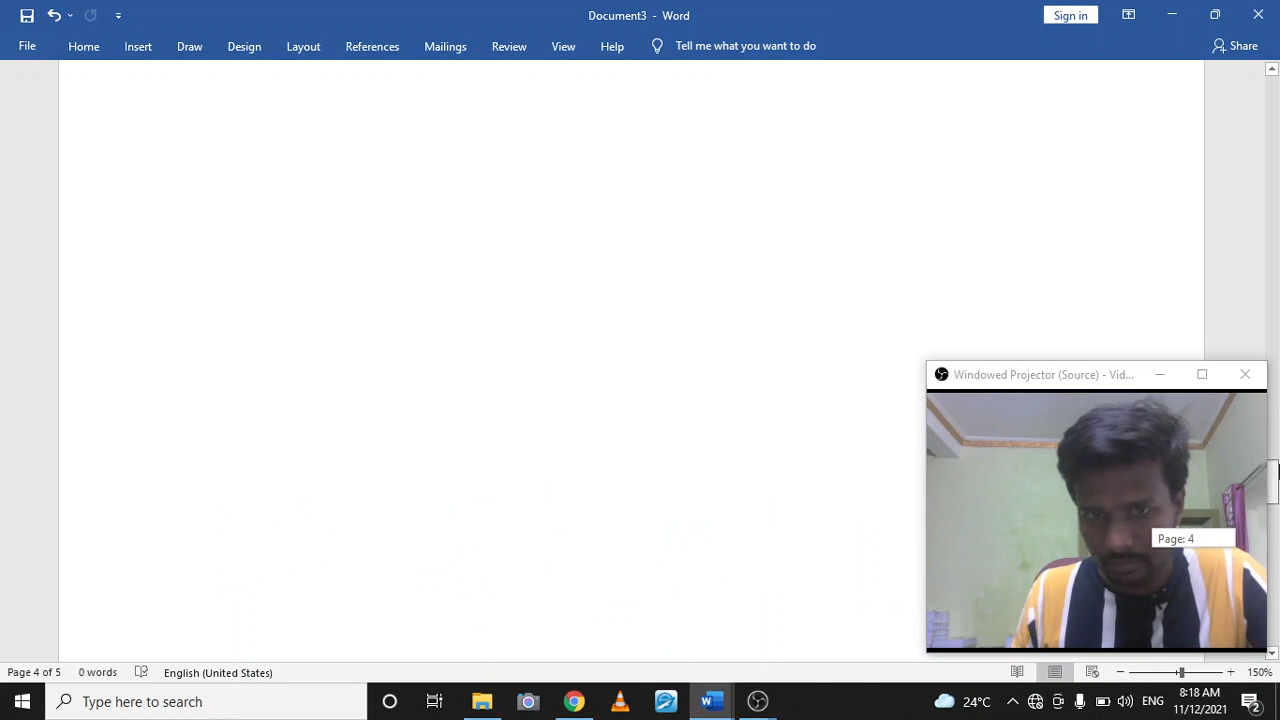 Document3 - Word
Sign in
File Home Insert Draw Design Layout References Mailings Review View Help Tell me what you want to do Share
Windowed Projector (Source) - Vid...
Page: 4
Page 4 of 5 0 words English (United States) 150%
Type here to search
24°C
ENG
8:18 AM
11/12/2021
2